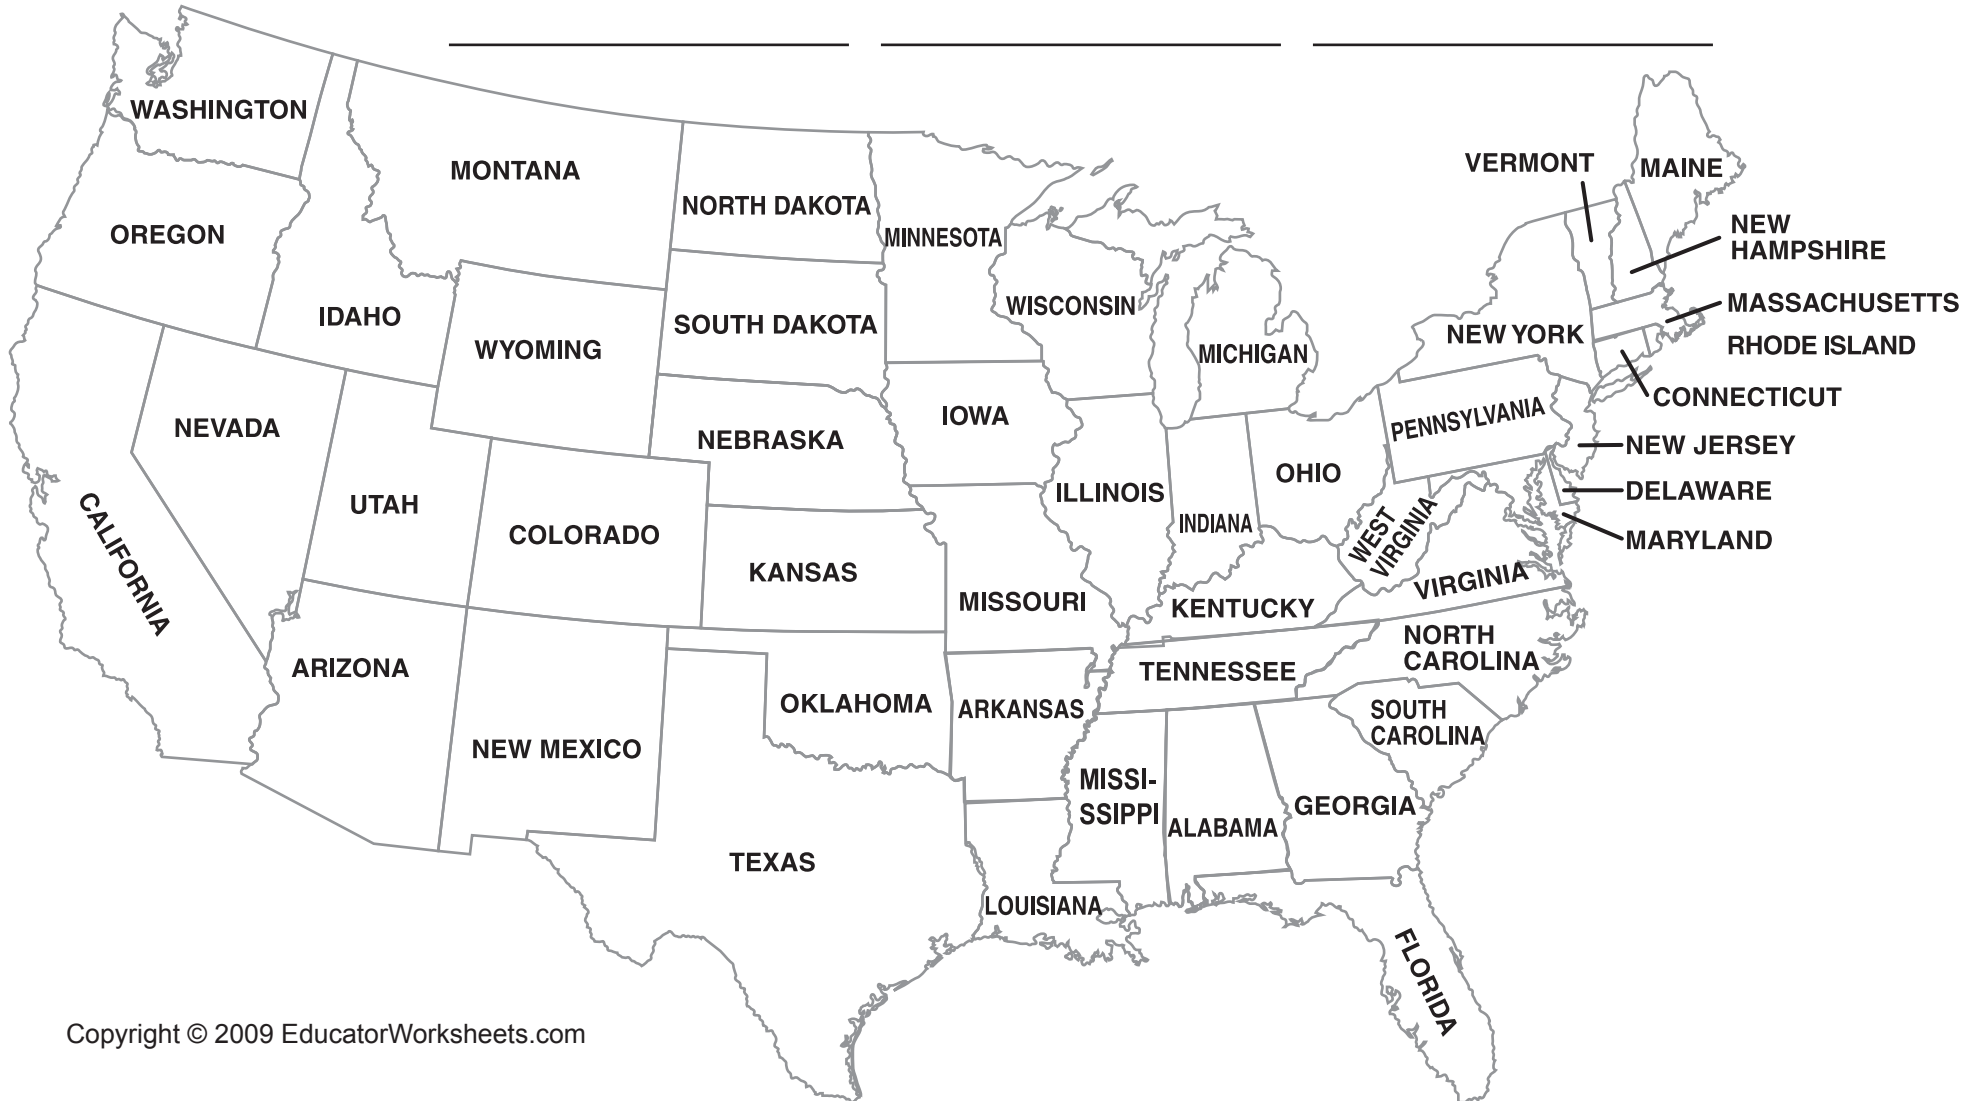 WASHINGTON
MONTANA
VERMONT
MAINE
NORTH DAKOTA
OREGON
MINNESOTA
NEW
HAMPSHIRE
IDAHO
SOUTH DAKOTA
WISCONSIN
MASSACHUSETTS
WYOMING
MICHIGAN
NEW YORK
RHODE ISLAND
NEVADA
NEBRASKA
IOWA
PENNSYLVANIA
CONNECTICUT
NEW JERSEY
CALIFORNIA
UTAH
COLORADO
ILLINOIS
INDIANA
OHIO
DELAWARE
WEST
VIRGINIA
MARYLAND
KANSAS
MISSOURI
KENTUCKY
VIRGINIA
ARIZONA
NEW MEXICO
OKLAHOMA
ARKANSAS
TENNESSEE
NORTH
CAROLINA
SOUTH
CAROLINA
MISSI-
SSIPPI
ALABAMA
GEORGIA
TEXAS
LOUISIANA
FLORIDA
Copyright © 2009 EducatorWorksheets.com